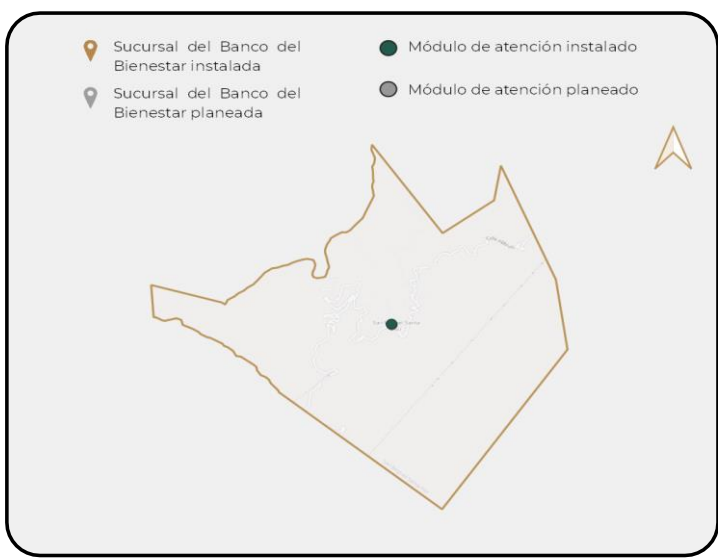 Sucursal del Banco del
Bienestar instalada
Sucursal del Banco del
Bienestar planeada
Módulo de atención instalado
Módulo de atención planeado